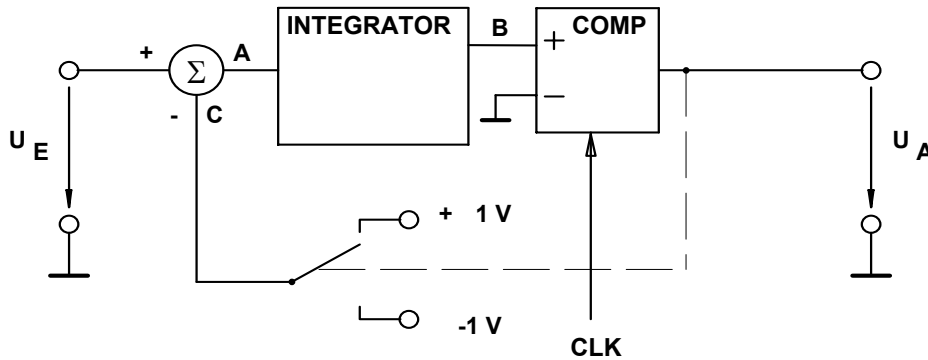 INTEGRATOR
B
COMP
+
A
+
Σ
-
C
−
U E
U A
+ 1 V
-1 V
CLK